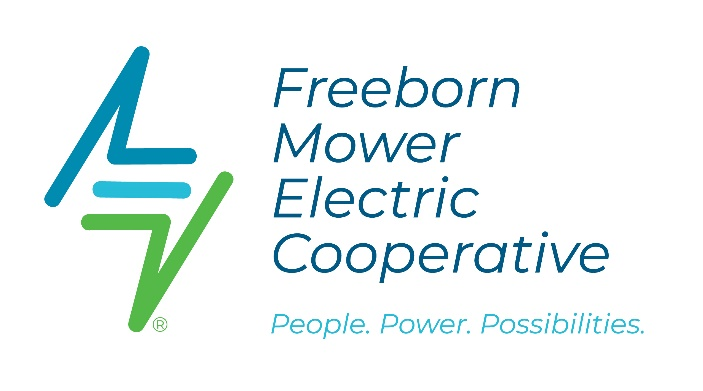 Freeborn
Mower
Electric
Cooperative
®
People. Power. Possibilities.